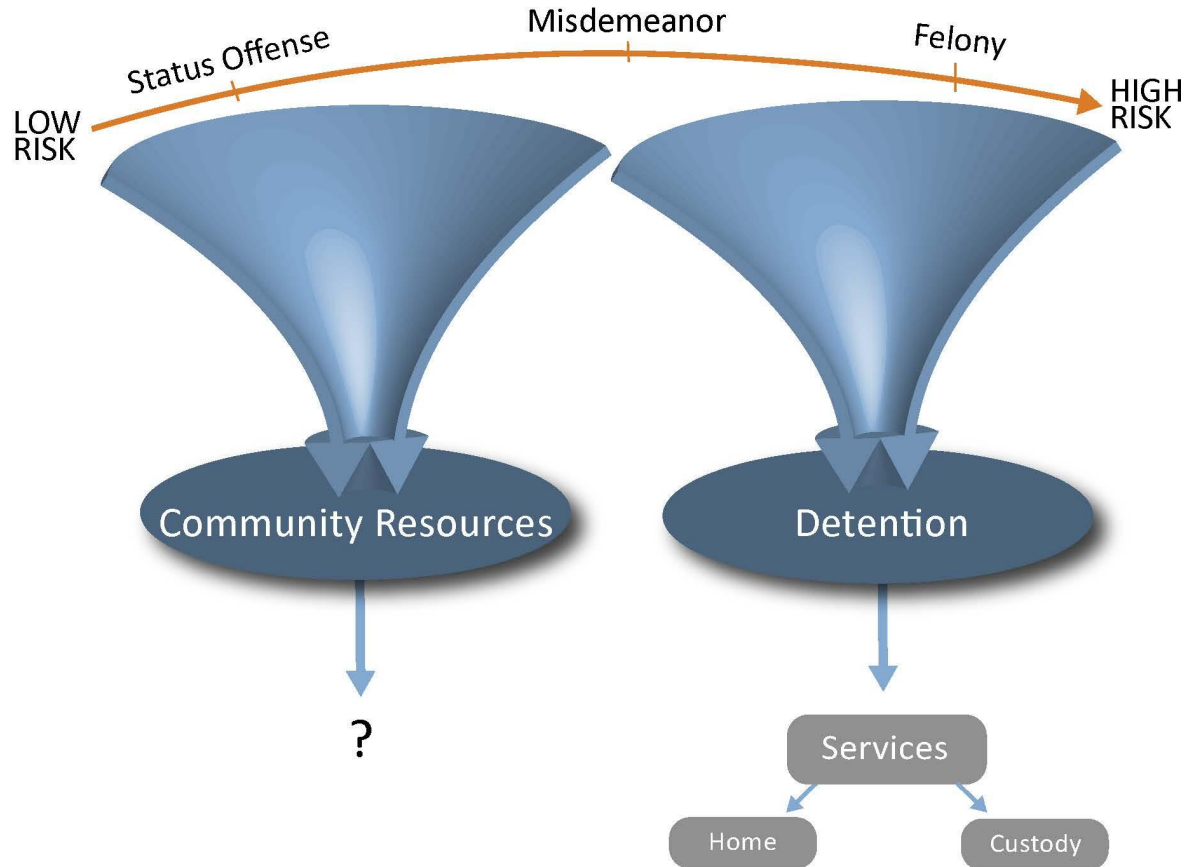 Status Offense
Misdemeanor
Felony
LOW
RISK
HIGH
RISK
Community Resources
Detention
?
Services
Home
Custody